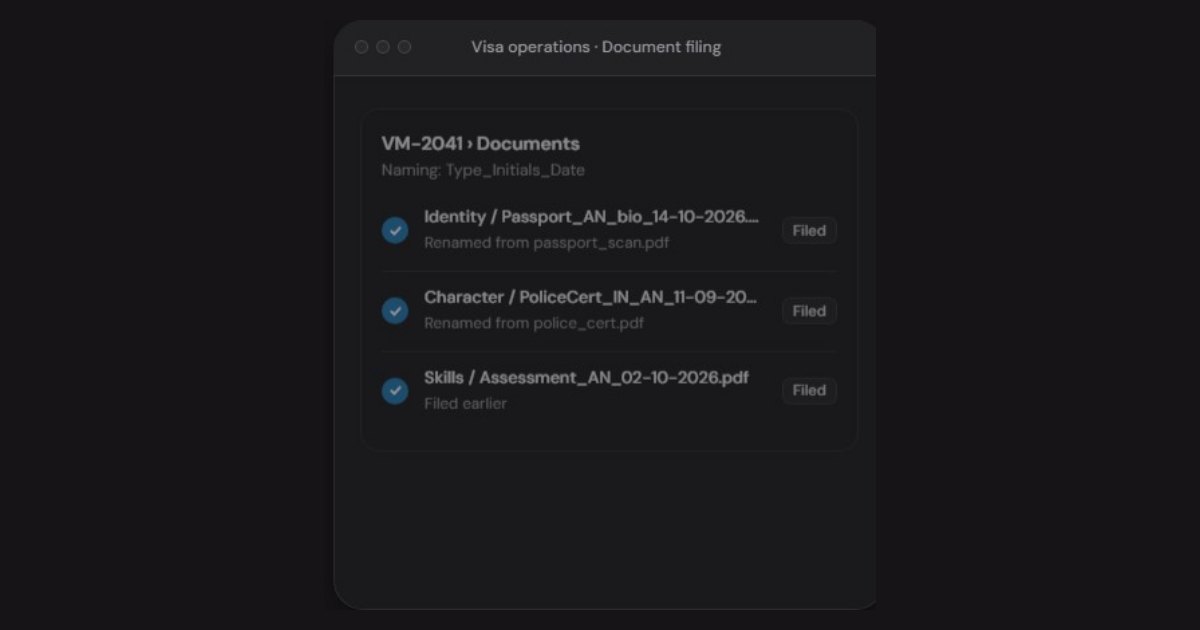 Visa operations · Document filing
VM-2041 › Documents
Naming: Type_Initials_Date
Identity / Passport_AN_bio_14-10-2026....
Filed
Renamed from passport_scan.pdf
Character / PoliceCert_IN_AN_11-09-20...
Filed
Renamed from police_cert.pdf
Skills / Assessment_AN_02-10-2026.pdf
Filed
Filed earlier